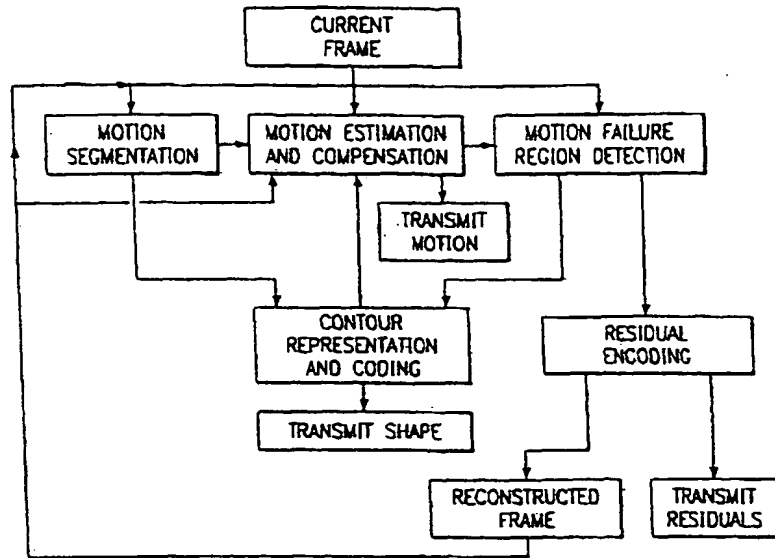 CURRENT
FRAME
MOTION
SEGMENTATION
MOTION ESTIMATION
AND COMPENSATION
MOTION FAILURE
REGION DETECTION
TRANSMIT
MOTION
CONTOUR
REPRESENTATION
AND CODING
RESIDUAL
ENCODING
TRANSMIT SHAPE
RECONSTRUCTED
FRAME
TRANSMIT
RESIDUALS